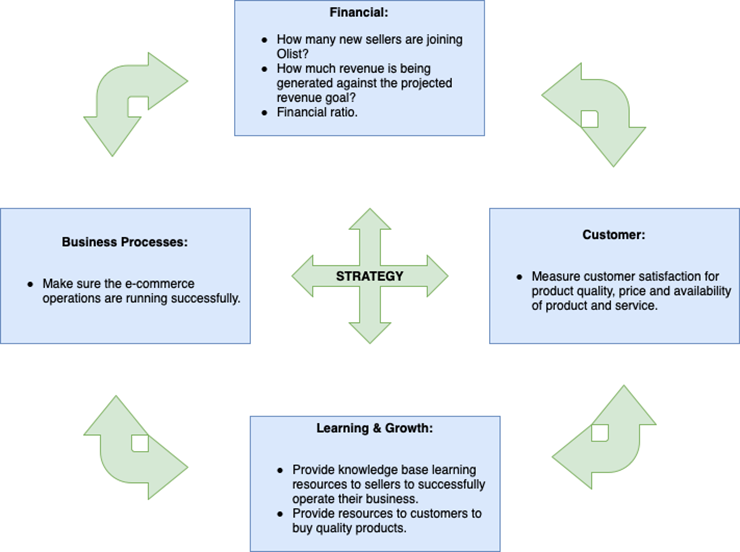 Financial:
● How many new sellers are joining
Olist?
● How much revenue is being
generated against the projected
revenue goal?
● Financial ratio.
Business Processes:
● Make sure the e-commerce
operations are running successfully.
STRATEGY
Customer:
● Measure customer satisfaction for
product quality, price and availability
of product and service.
Learning & Growth:
● Provide knowledge base learning
resources to sellers to successfully
operate their business.
● Provide resources to customers to
buy quality products.